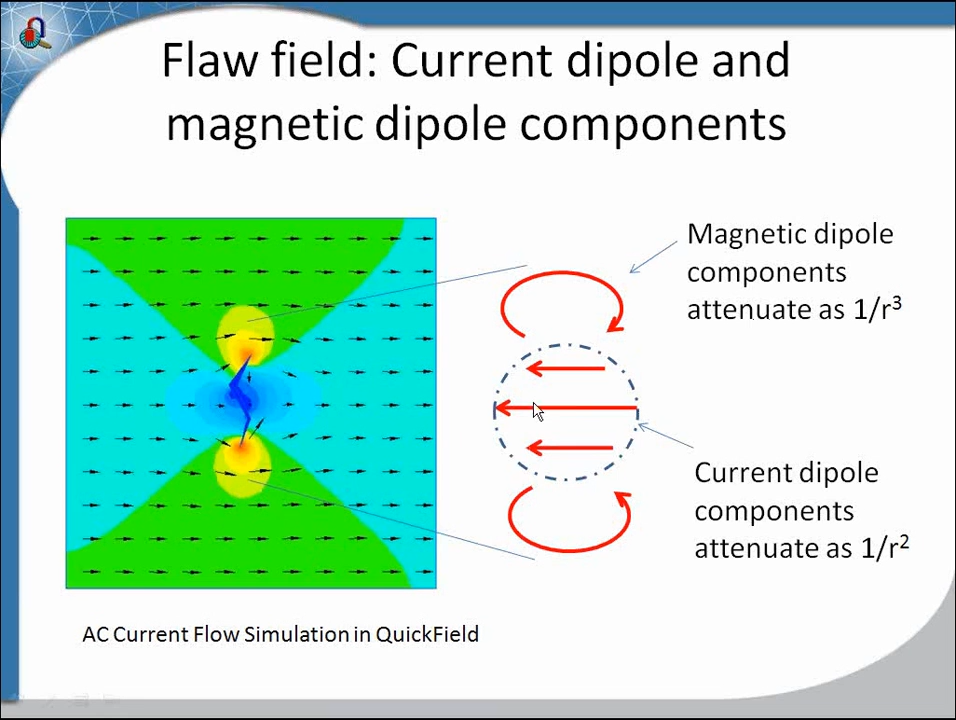 Flaw field: Current dipole and
magnetic dipole components
Magnetic dipole
components
attenuate as 1/r³
Current dipole
components
attenuate as 1/r²
AC Current Flow Simulation in QuickField